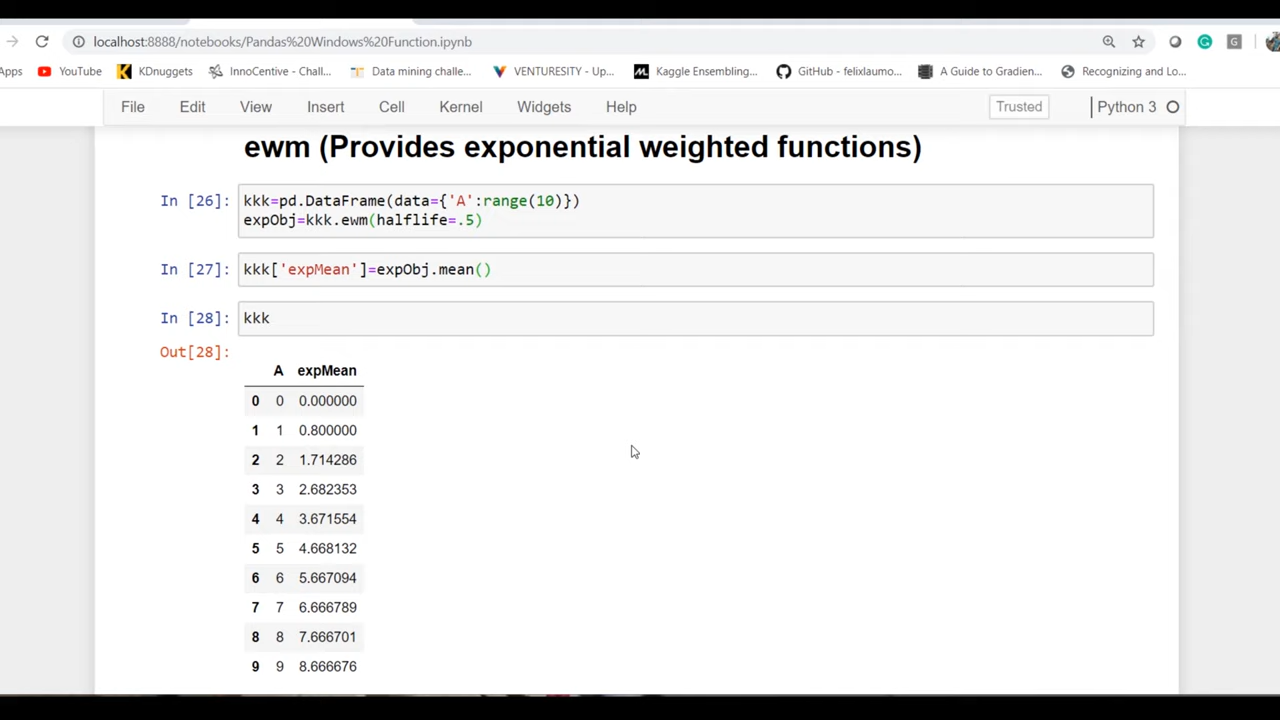 localhost:8888/notebooks/Pandas%20Windows%20Function.ipynb
Apps YouTube KDnuggets InnoCentive - Chall... Data mining challe... VENTURESITY - Up... Kaggle Ensembling... GitHub - felixlaumo... A Guide to Gradien... Recognizing and Lo...
File Edit View Insert Cell Kernel Widgets Help Trusted Python 3
ewm (Provides exponential weighted functions)
In [26]: kkk=pd.DataFrame(data={'A':range(10)})
expObj=kkk.ewm(halflife=.5)
In [27]: kkk['expMean']=expObj.mean()
In [28]: kkk
Out[28]:
A expMean
0 0 0.000000
1 1 0.800000
2 2 1.714286
3 3 2.682353
4 4 3.671554
5 5 4.668132
6 6 5.667094
7 7 6.666789
8 8 7.666701
9 9 8.666676